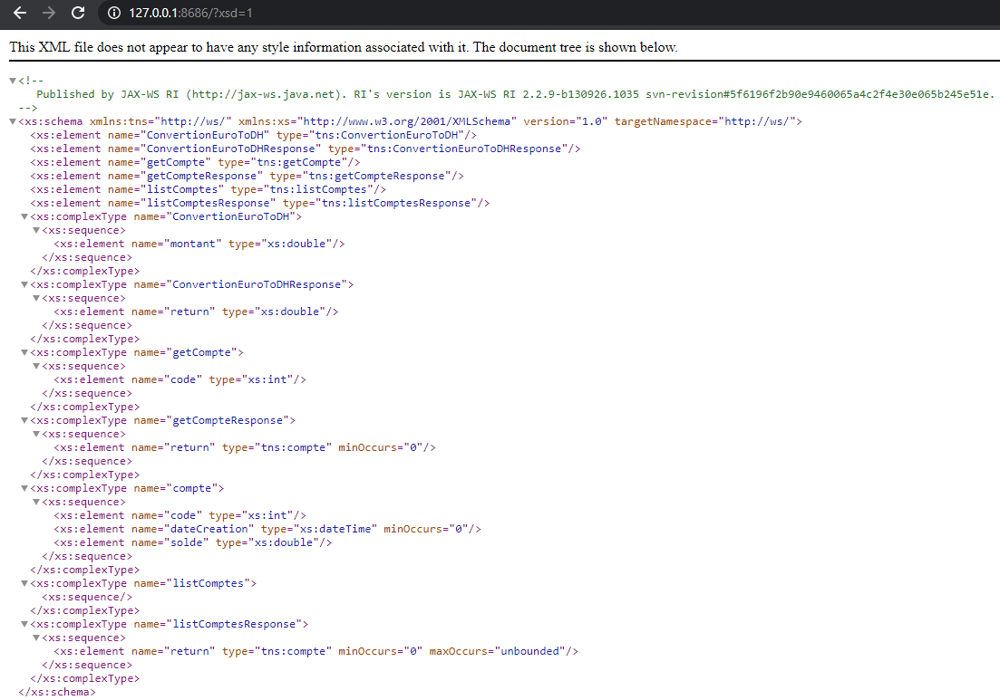 127.0.0.1:8686/?xsd=1
This XML file does not appear to have any style information associated with it. The document tree is shown below.
<!--
Published by JAX-WS RI (http://jax-ws.java.net). RI's version is JAX-WS RI 2.2.9-b130926.1035 svn-revision#5f6196f2b90e9460065a4c2f4e30e065b245e51e.
-->
<xs:schema xmlns:tns="http://ws/" xmlns:xs="http://www.w3.org/2001/XMLSchema" version="1.0" targetNamespace="http://ws/">
<xs:element name="ConvertionEuroToDH" type="tns:ConvertionEuroToDH"/>
<xs:element name="ConvertionEuroToDHResponse" type="tns:ConvertionEuroToDHResponse"/>
<xs:element name="getCompte" type="tns:getCompte"/>
<xs:element name="getCompteResponse" type="tns:getCompteResponse"/>
<xs:element name="listComptes" type="tns:listComptes"/>
<xs:element name="listComptesResponse" type="tns:listComptesResponse"/>
<xs:complexType name="ConvertionEuroToDH">
<xs:sequence>
<xs:element name="montant" type="xs:double"/>
</xs:sequence>
</xs:complexType>
<xs:complexType name="ConvertionEuroToDHResponse">
<xs:sequence>
<xs:element name="return" type="xs:double"/>
</xs:sequence>
</xs:complexType>
<xs:complexType name="getCompte">
<xs:sequence>
<xs:element name="code" type="xs:int"/>
</xs:sequence>
</xs:complexType>
<xs:complexType name="getCompteResponse">
<xs:sequence>
<xs:element name="return" type="tns:compte" minOccurs="0"/>
</xs:sequence>
</xs:complexType>
<xs:complexType name="compte">
<xs:sequence>
<xs:element name="code" type="xs:int"/>
<xs:element name="dateCreation" type="xs:dateTime" minOccurs="0"/>
<xs:element name="solde" type="xs:double"/>
</xs:sequence>
</xs:complexType>
<xs:complexType name="listComptes">
<xs:sequence/>
</xs:complexType>
<xs:complexType name="listComptesResponse">
<xs:sequence>
<xs:element name="return" type="tns:compte" minOccurs="0" maxOccurs="unbounded"/>
</xs:sequence>
</xs:complexType>
</xs:schema>